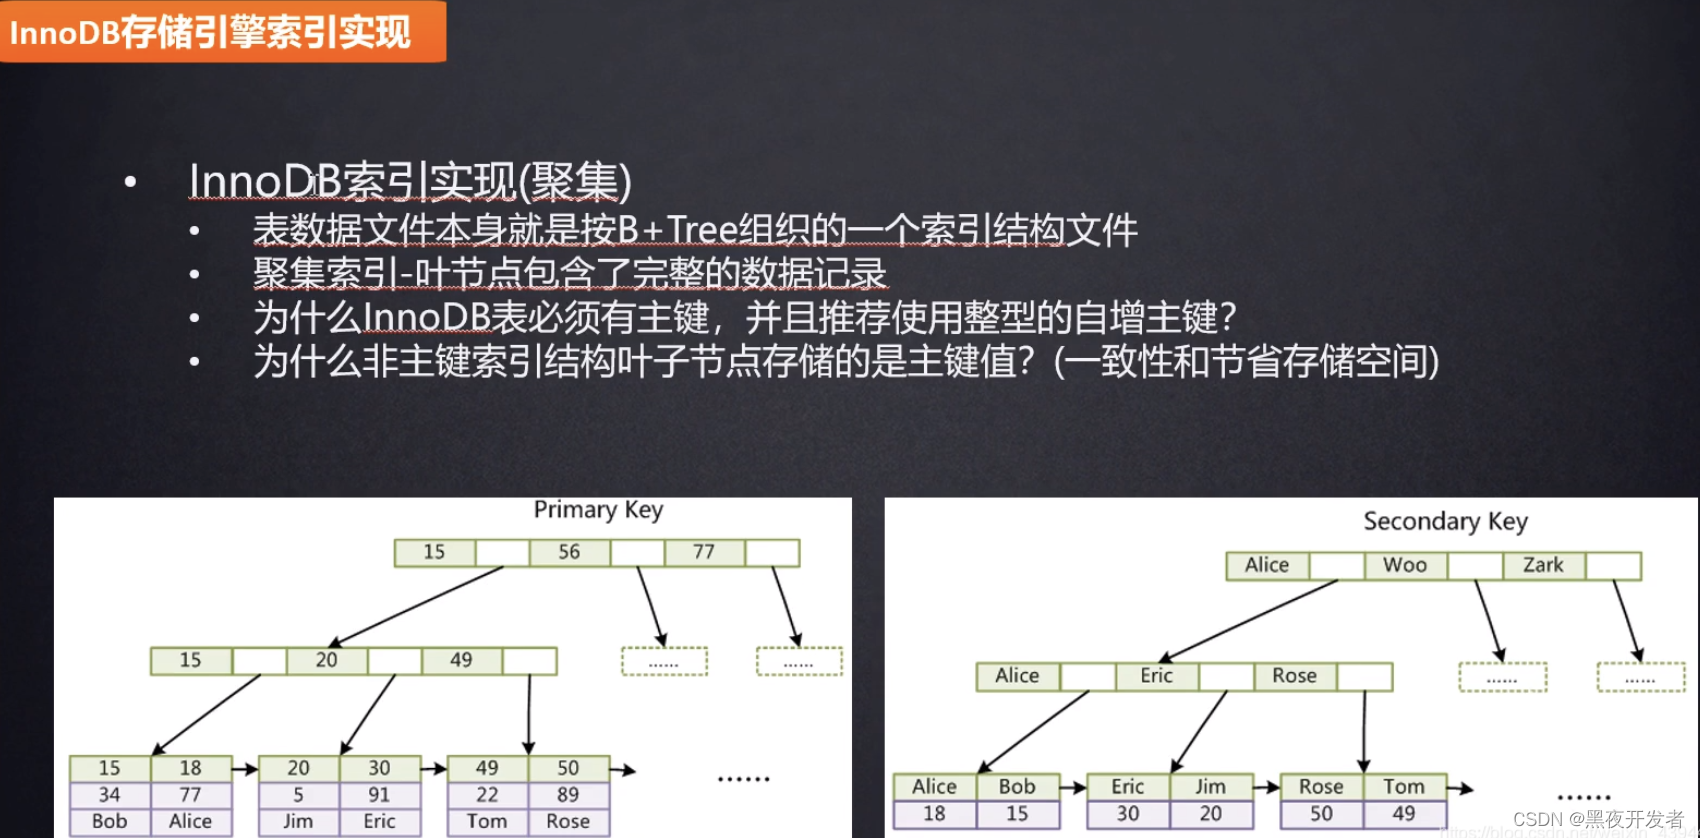 InnoDB存储引擎索引实现
• InnoDB索引实现(聚集)
• 表数据文件本身就是按B+Tree组织的一个索引结构文件
• 聚集索引-叶节点包含了完整的数据记录
• 为什么InnoDB表必须有主键，并且推荐使用整型的自增主键？
• 为什么非主键索引结构叶子节点存储的是主键值？(一致性和节省存储空间)
Primary Key
15 56 77
15 20 49
...... ......
15 18 20 30 49 50
34 77 5 91 22 89
Bob Alice Jim Eric Tom Rose
......
Secondary Key
Alice Woo Zark
Alice Eric Rose
...... ......
Alice Bob Eric Jim Rose Tom
18 15 30 20 50 49
......
CSDN @黑夜开发者